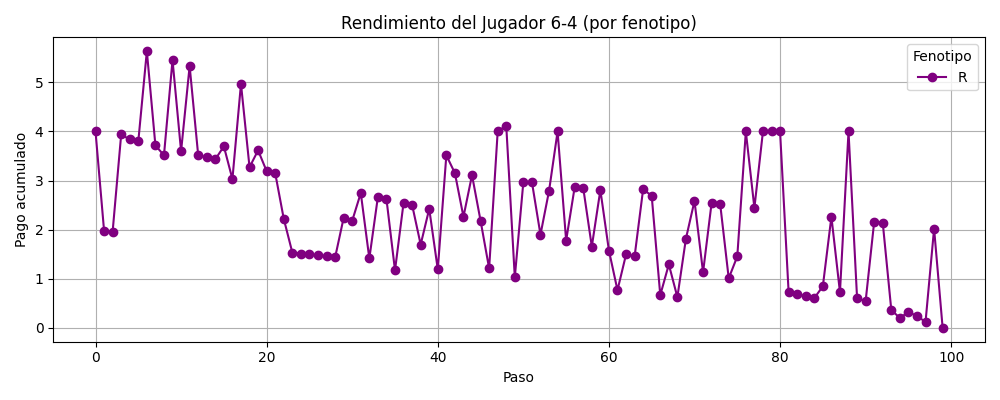 Rendimiento del Jugador 6-4 (por fenotipo)
Pago acumulado
5
4
3
2
1
0
Fenotipo
R
0
20
40
60
80
100
Paso